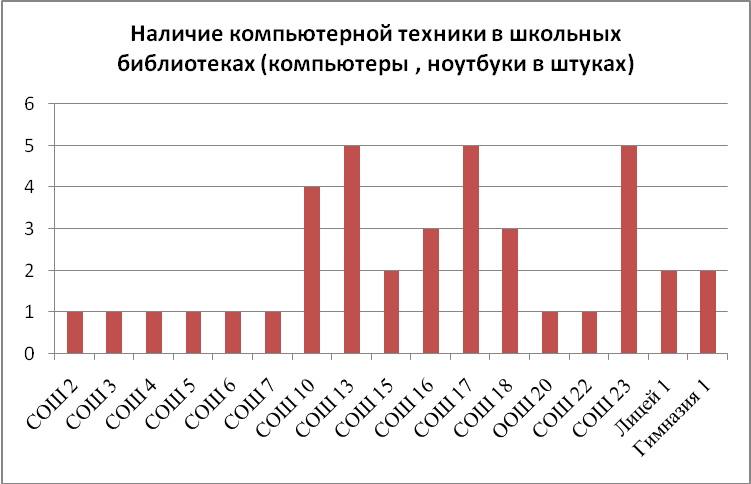 Наличие компьютерной техники в школьных
библиотеках (компьютеры , ноутбуки в штуках)
6
5
4
3
2
1
0
СОШ 2
СОШ 3
СОШ 4
СОШ 5
СОШ 6
СОШ 7
СОШ 10
СОШ 13
СОШ 15
СОШ 16
СОШ 17
СОШ 18
ООШ 20
СОШ 22
СОШ 23
Лицей 1
Гимназия 1